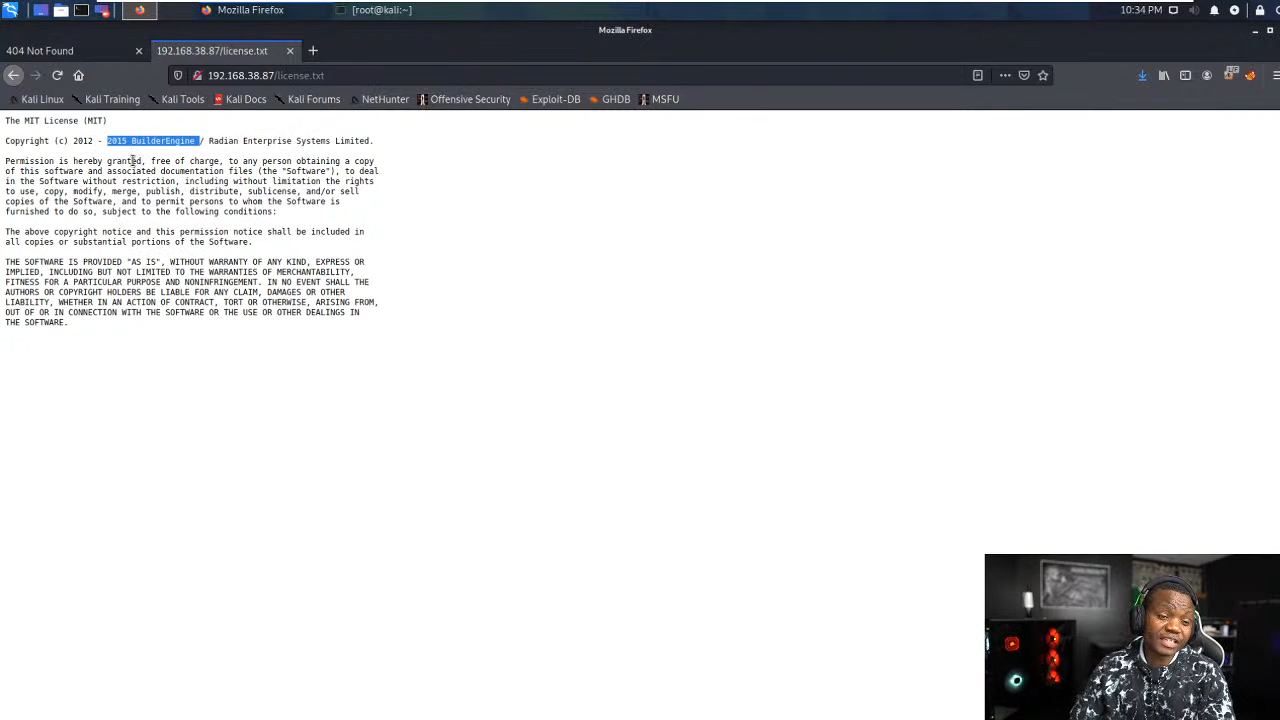 Mozilla Firefox
[root@kali:~]
10:34 PM
Mozilla Firefox
404 Not Found
192.168.38.87/license.txt
192.168.38.87/license.txt
Kali Linux
Kali Training
Kali Tools
Kali Docs
Kali Forums
NetHunter
Offensive Security
Exploit-DB
GHDB
MSFU
The MIT License (MIT)
Copyright (c) 2012 - 2015 BuilderEngine / Radian Enterprise Systems Limited.
Permission is hereby granted, free of charge, to any person obtaining a copy
of this software and associated documentation files (the "Software"), to deal
in the Software without restriction, including without limitation the rights
to use, copy, modify, merge, publish, distribute, sublicense, and/or sell
copies of the Software, and to permit persons to whom the Software is
furnished to do so, subject to the following conditions:
The above copyright notice and this permission notice shall be included in
all copies or substantial portions of the Software.
THE SOFTWARE IS PROVIDED "AS IS", WITHOUT WARRANTY OF ANY KIND, EXPRESS OR
IMPLIED, INCLUDING BUT NOT LIMITED TO THE WARRANTIES OF MERCHANTABILITY,
FITNESS FOR A PARTICULAR PURPOSE AND NONINFRINGEMENT. IN NO EVENT SHALL THE
AUTHORS OR COPYRIGHT HOLDERS BE LIABLE FOR ANY CLAIM, DAMAGES OR OTHER
LIABILITY, WHETHER IN AN ACTION OF CONTRACT, TORT OR OTHERWISE, ARISING FROM,
OUT OF OR IN CONNECTION WITH THE SOFTWARE OR THE USE OR OTHER DEALINGS IN
THE SOFTWARE.